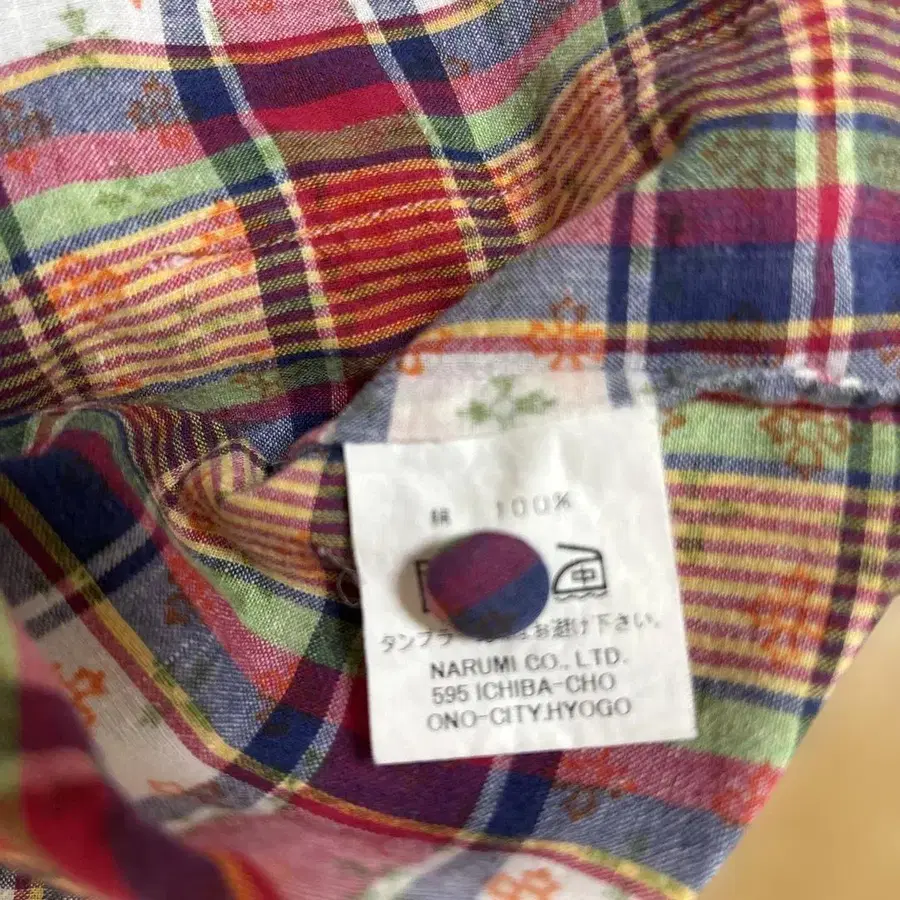 綿 100%
中
タンブラ お避け下さい。
NARUMI CO., LTD.
595 ICHIBA-CHO
ONO-CITY.HYOGO